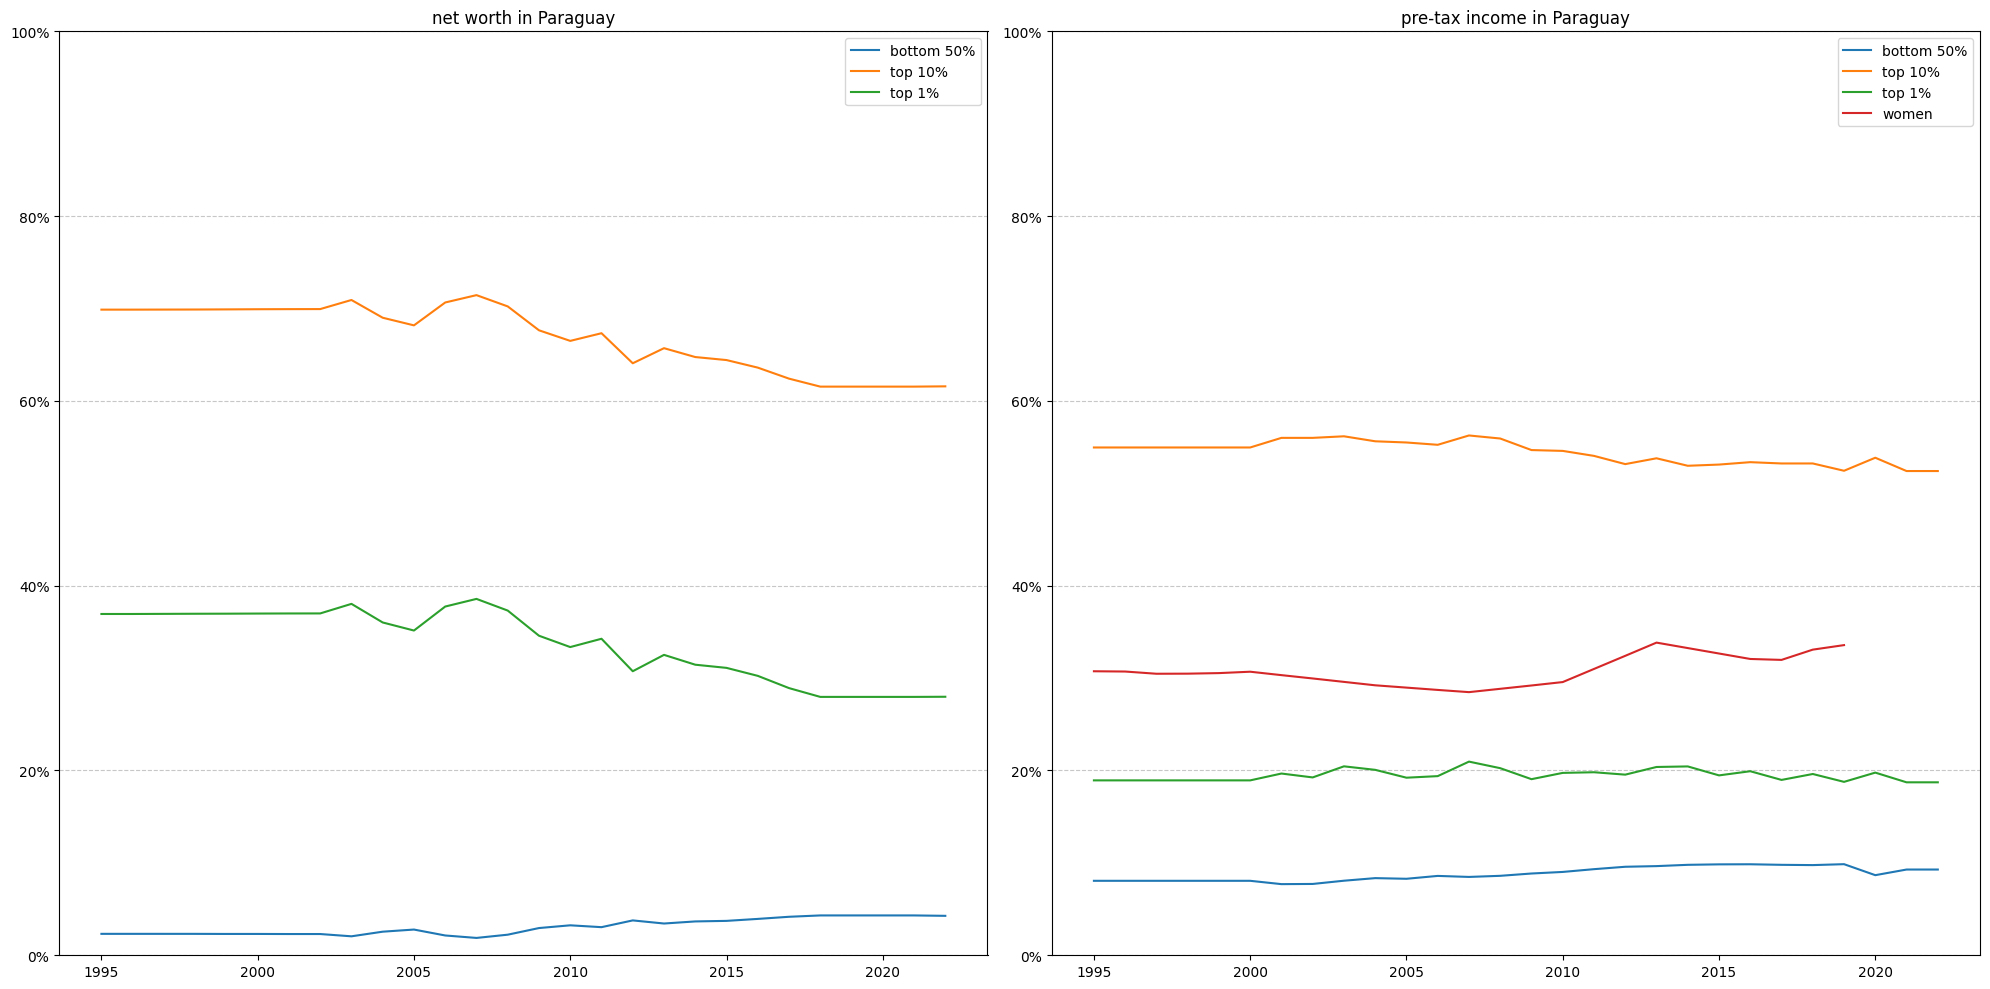 net worth in Paraguay
100%
80%
60%
40%
20%
0%
1995 2000 2005 2010 2015 2020
bottom 50%
top 10%
top 1%
pre-tax income in Paraguay
100%
80%
60%
40%
20%
0%
1995 2000 2005 2010 2015 2020
bottom 50%
top 10%
top 1%
women